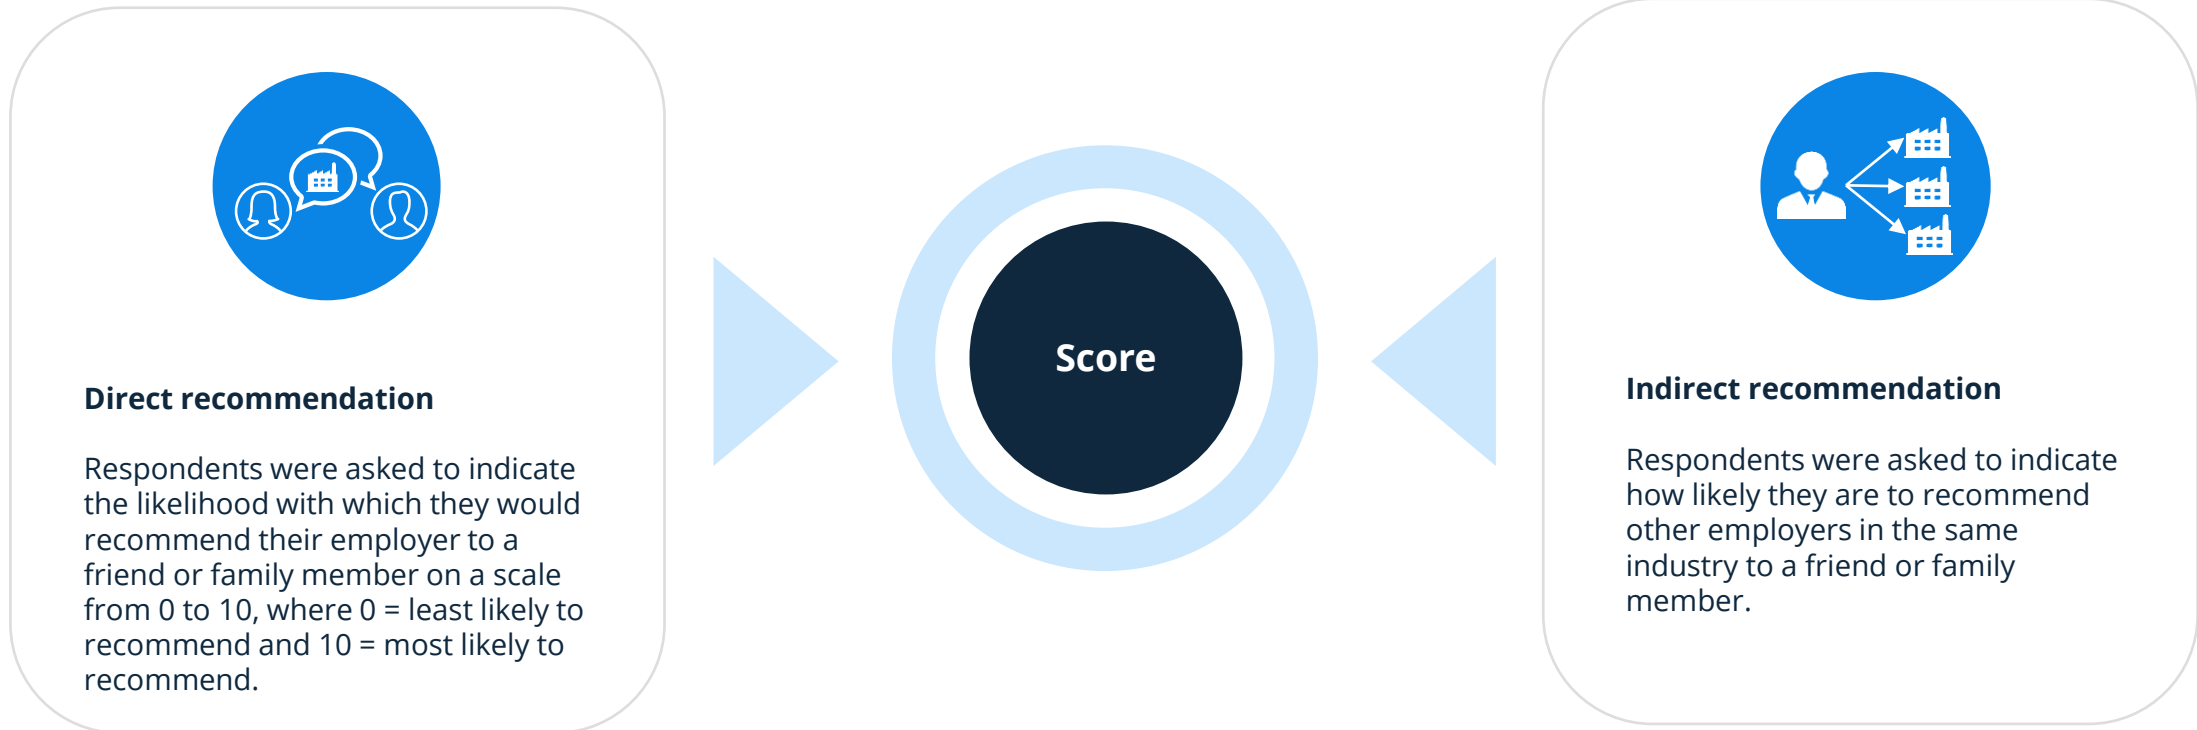 Direct recommendation
Respondents were asked to indicate
the likelihood with which they would
recommend their employer to a
friend or family member on a scale
from 0 to 10, where 0 = least likely to
recommend and 10 = most likely to
recommend.
Score
Indirect recommendation
Respondents were asked to indicate
how likely they are to recommend
other employers in the same
industry to a friend or family
member.